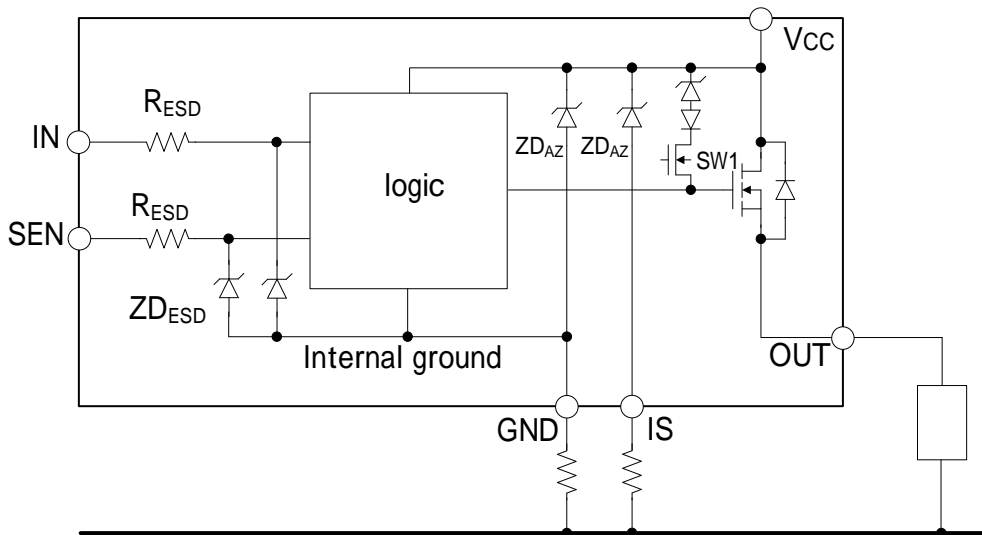 VCC
RESD
IN
ZDAZ
ZDAZ
SW1
logic
RESD
SEN
ZDESD
Internal ground
OUT
GND
IS